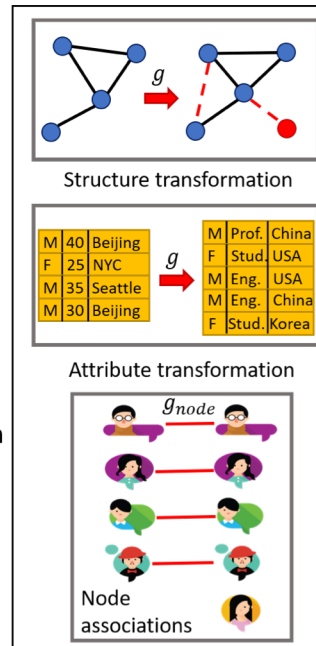 g
Structure transformation
M 40 Beijing
F 25 NYC
M 35 Seattle
M 30 Beijing
g
M Prof. China
F Stud. USA
M Eng. USA
M Eng. China
F Stud. Korea
Attribute transformation
g_node
n
Node
associations